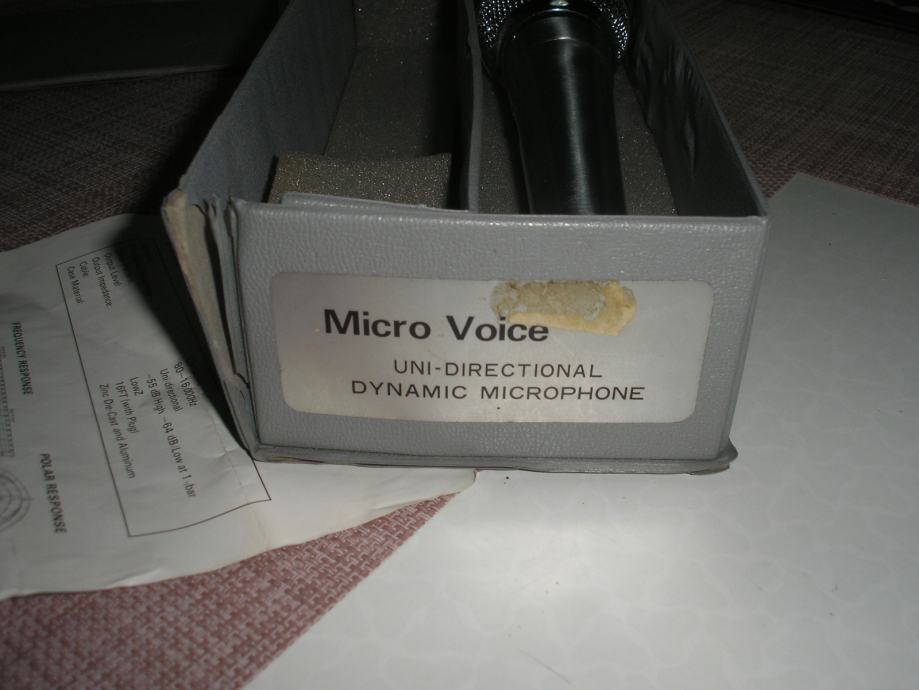 Micro Voice
UNI-DIRECTIONAL
DYNAMIC MICROPHONE
Output Level
Output Impedance
Cable
Case Material
80-16,000Hz
Uni directional
-55 dB High -64 dB Low at 1 bar
LowZ
16FT (with Plug)
Zinc Die Cast and Aluminum
FREQUENCY RESPONSE
POLAR RESPONSE